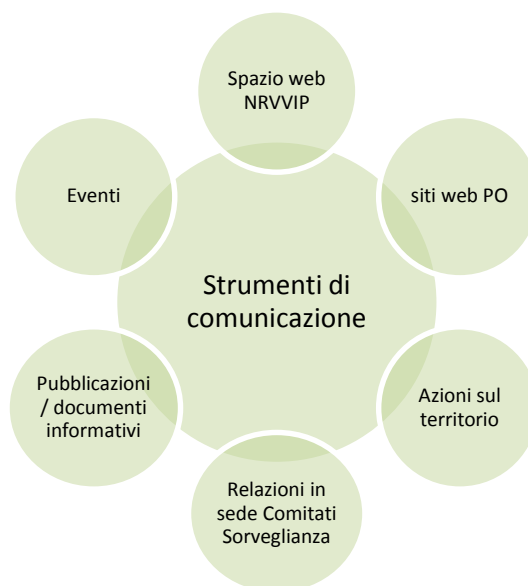 Spazio web
NRVVIP
Eventi
siti web PO
Strumenti di
comunicazione
Pubblicazioni
/ documenti
informativi
Azioni sul
territorio
Relazioni in
sede Comitati
Sorveglianza